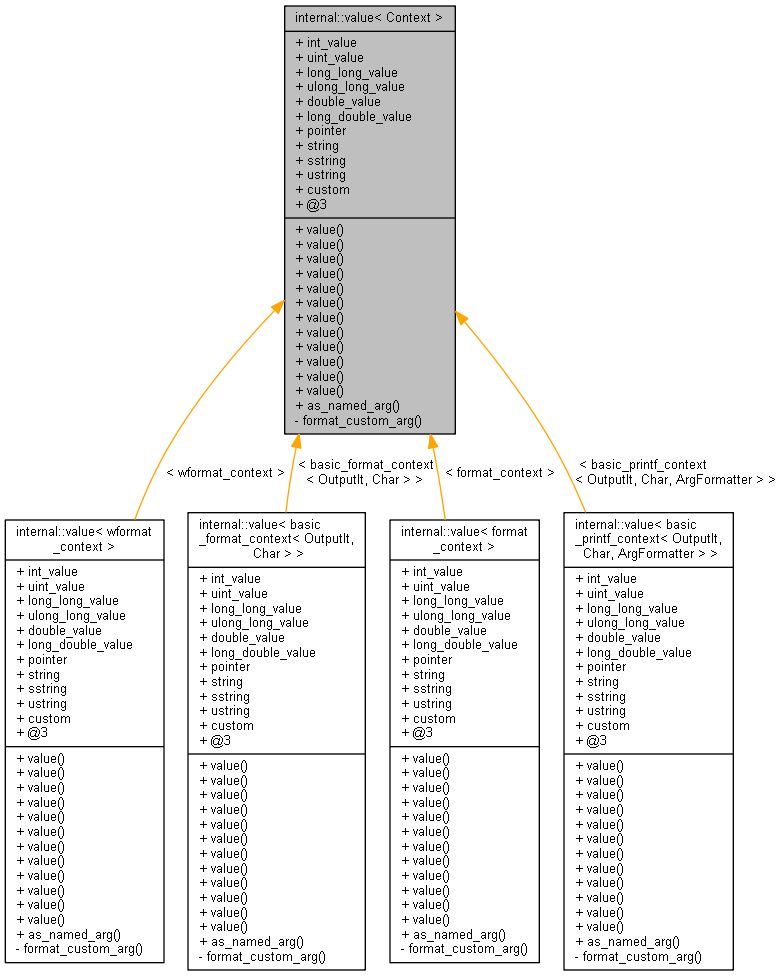 internal::value< Context >
+ int_value
+ uint_value
+ long_long_value
+ ulong_long_value
+ double_value
+ long_double_value
+ pointer
+ string
+ sstring
+ ustring
+ custom
+ @3
+ value()
+ value()
+ value()
+ value()
+ value()
+ value()
+ value()
+ value()
+ value()
+ value()
+ value()
+ value()
+ as_named_arg()
- format_custom_arg()
< wformat_context >
< basic_format_context
< OutputIt, Char > >
< format_context >
< basic_printf_context
< OutputIt, Char, ArgFormatter > >
internal::value< wformat
_context >
+ int_value
+ uint_value
+ long_long_value
+ ulong_long_value
+ double_value
+ long_double_value
+ pointer
+ string
+ sstring
+ ustring
+ custom
+ @3
+ value()
+ value()
+ value()
+ value()
+ value()
+ value()
+ value()
+ value()
+ value()
+ value()
+ value()
+ value()
+ as_named_arg()
- format_custom_arg()
internal::value< basic
_format_context< OutputIt,
Char > >
+ int_value
+ uint_value
+ long_long_value
+ ulong_long_value
+ double_value
+ long_double_value
+ pointer
+ string
+ sstring
+ ustring
+ custom
+ @3
+ value()
+ value()
+ value()
+ value()
+ value()
+ value()
+ value()
+ value()
+ value()
+ value()
+ value()
+ value()
+ as_named_arg()
- format_custom_arg()
internal::value< format
_context >
+ int_value
+ uint_value
+ long_long_value
+ ulong_long_value
+ double_value
+ long_double_value
+ pointer
+ string
+ sstring
+ ustring
+ custom
+ @3
+ value()
+ value()
+ value()
+ value()
+ value()
+ value()
+ value()
+ value()
+ value()
+ value()
+ value()
+ value()
+ as_named_arg()
- format_custom_arg()
internal::value< basic
_printf_context< OutputIt,
Char, ArgFormatter > >
+ int_value
+ uint_value
+ long_long_value
+ ulong_long_value
+ double_value
+ long_double_value
+ pointer
+ string
+ sstring
+ ustring
+ custom
+ @3
+ value()
+ value()
+ value()
+ value()
+ value()
+ value()
+ value()
+ value()
+ value()
+ value()
+ value()
+ value()
+ as_named_arg()
- format_custom_arg()